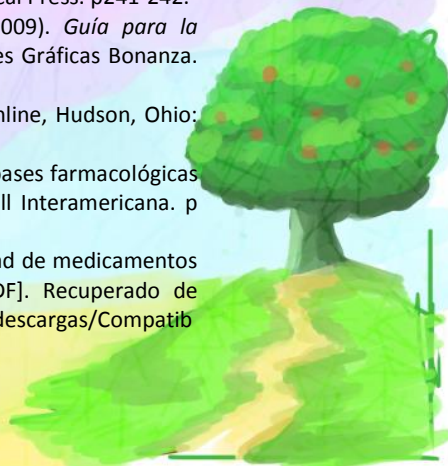 cal Press. p241-242.
009). Guía para la
es Gráficas Bonanza.
nline, Hudson, Ohio:
bases farmacológicas
ll Interamericana. p
ad de medicamentos
DF]. Recuperado de
descargas/Compatib